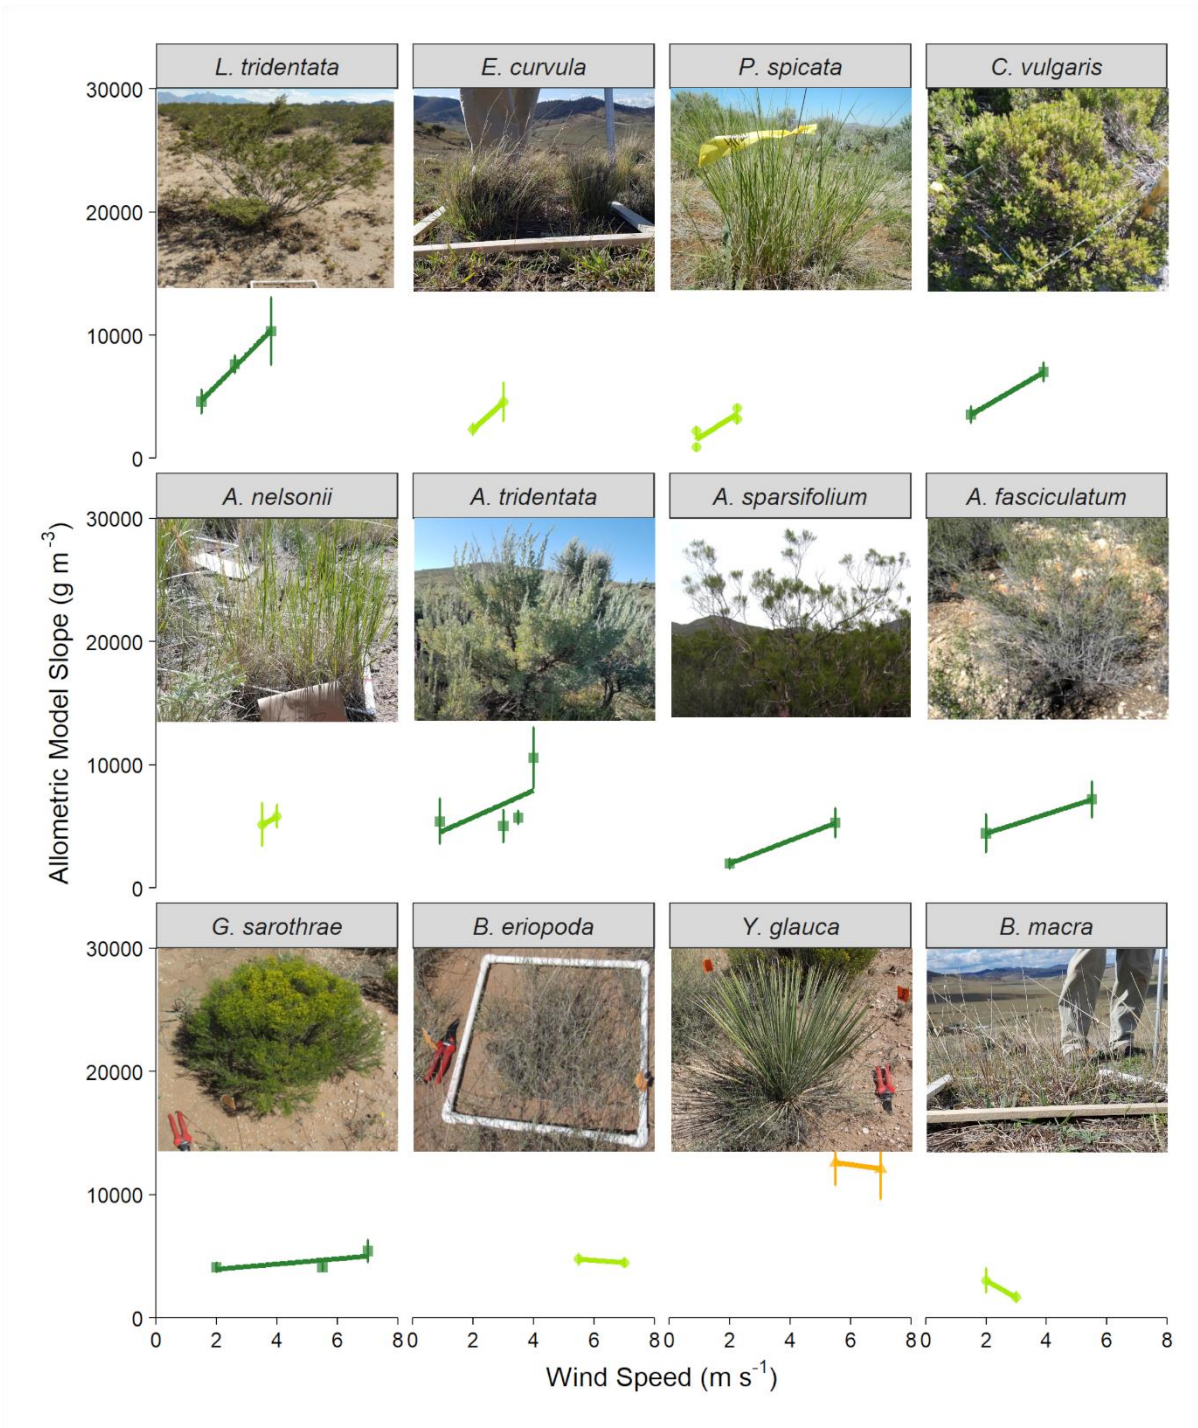 L. tridentata E. curvula P. spicata C. vulgaris
30000
20000
10000
0
A. nelsonii A. tridentata A. sparsifolium A. fasciculatum
30000
20000
10000
0
G. sarothrae B. eriopoda Y. glauca B. macra
30000
20000
10000
0
0 2 4 6 8 0 2 4 6 8 0 2 4 6 8 0 2 4 6 8
Allometric Model Slope (g m⁻³)
Wind Speed (m s⁻¹)